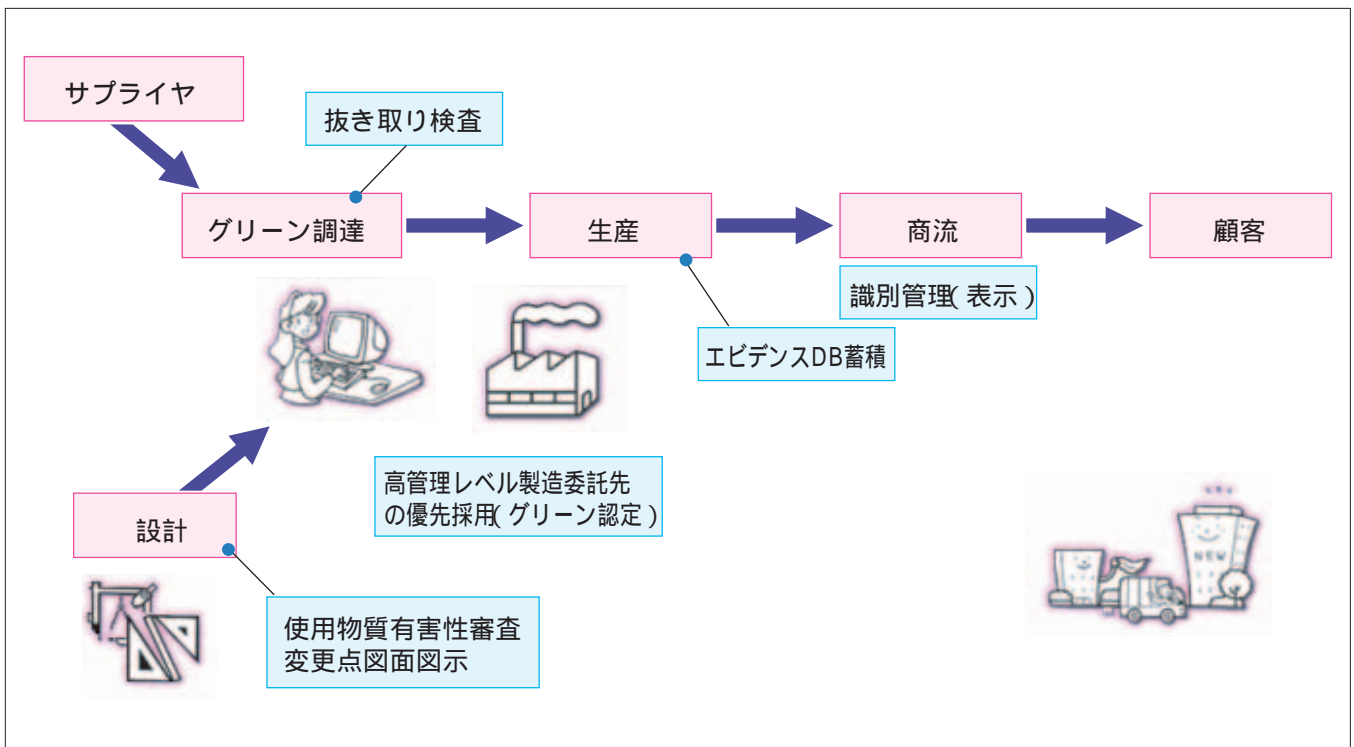 サプライヤ
抜き取り検査
グリーン調達
生産
商流
顧客
識別管理(表示)
エビデンスDB蓄積
高管理レベル製造委託先
の優先採用(グリーン認定)
設計
使用物質有害性審査
変更点図面図示
NEW